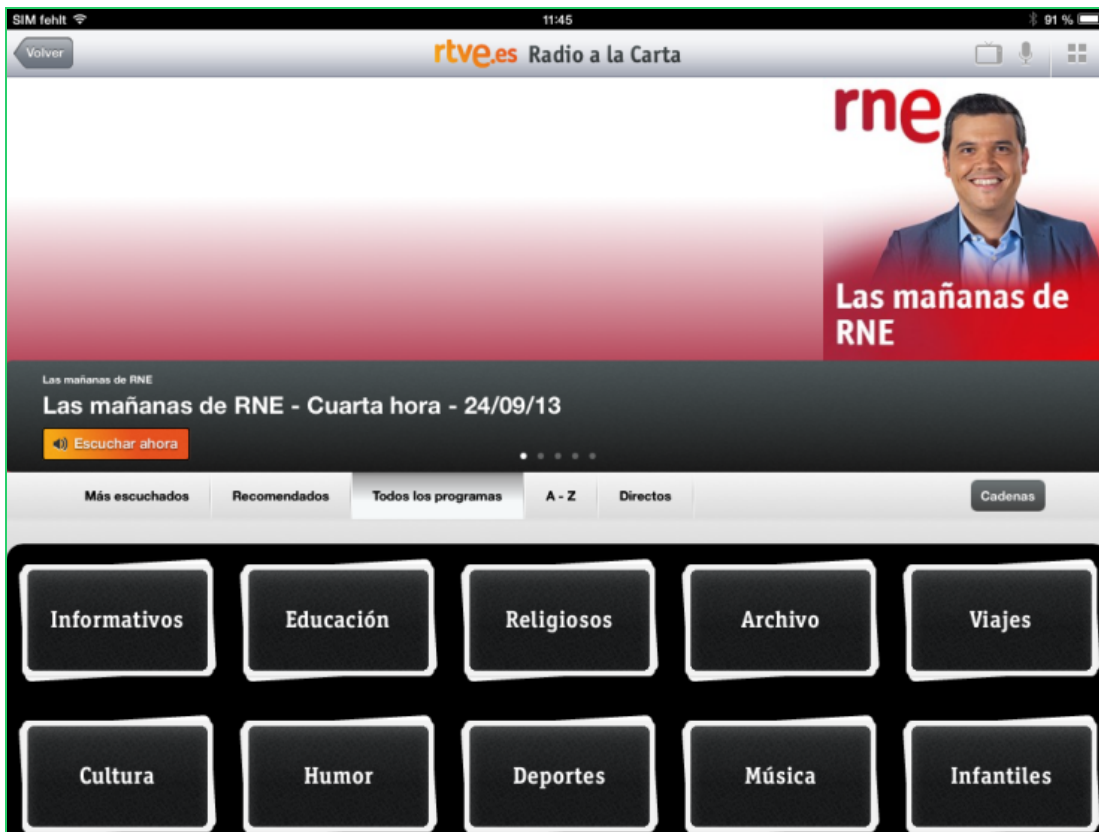 SIM fehlt 11:45 91 %
Volver rtve.es Radio a la Carta
rne
Las mañanas de
RNE
Las mañanas de RNE
Las mañanas de RNE - Cuarta hora - 24/09/13
Escuchar ahora
Más escuchados Recomendados Todos los programas A - Z Directos Cadenas
Informativos Educación Religiosos Archivo Viajes
Cultura Humor Deportes Música Infantiles